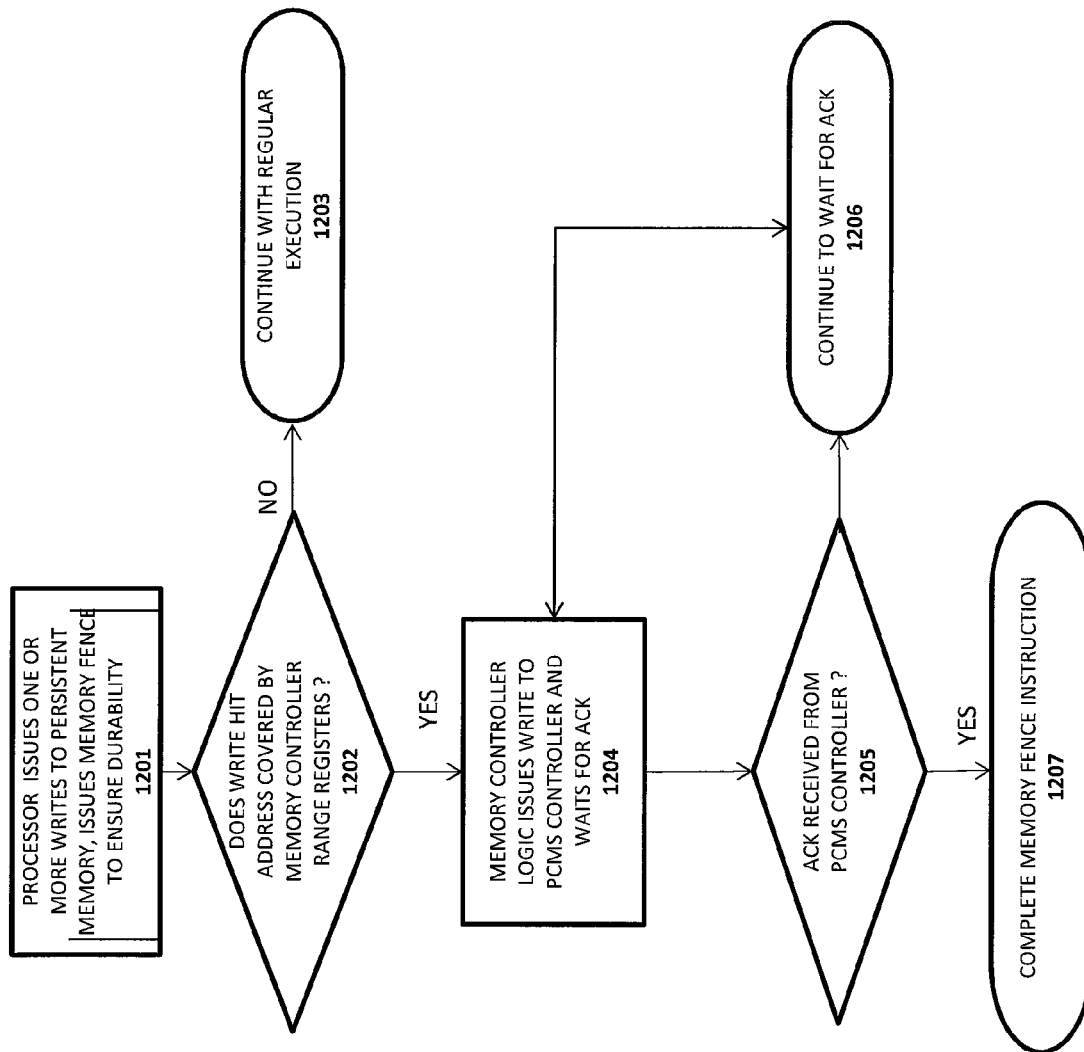 PROCESSOR ISSUES ONE OR
MORE WRITES TO PERSISTENT
MEMORY, ISSUES MEMORY FENCE
TO ENSURE DURABILITY
1201
DOES WRITE HIT
ADDRESS COVERED BY
MEMORY CONTROLLER
RANGE REGISTERS ?
1202
NO
CONTINUE WITH REGULAR
EXECUTION
1203
YES
MEMORY CONTROLLER
LOGIC ISSUES WRITE TO
PCMS CONTROLLER AND
WAITS FOR ACK
1204
ACK RECEIVED FROM
PCMS CONTROLLER ?
1205
CONTINUE TO WAIT FOR ACK
1206
YES
COMPLETE MEMORY FENCE INSTRUCTION
1207